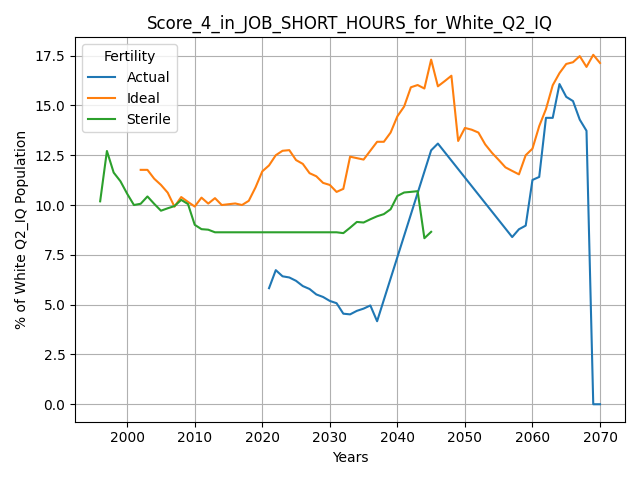 Score_4_in_JOB_SHORT_HOURS_for_White_Q2_IQ
Fertility
Actual
Ideal
Sterile
% of White Q2_IQ Population
17.5
15.0
12.5
10.0
7.5
5.0
2.5
0.0
2000 2010 2020 2030 2040 2050 2060 2070
Years